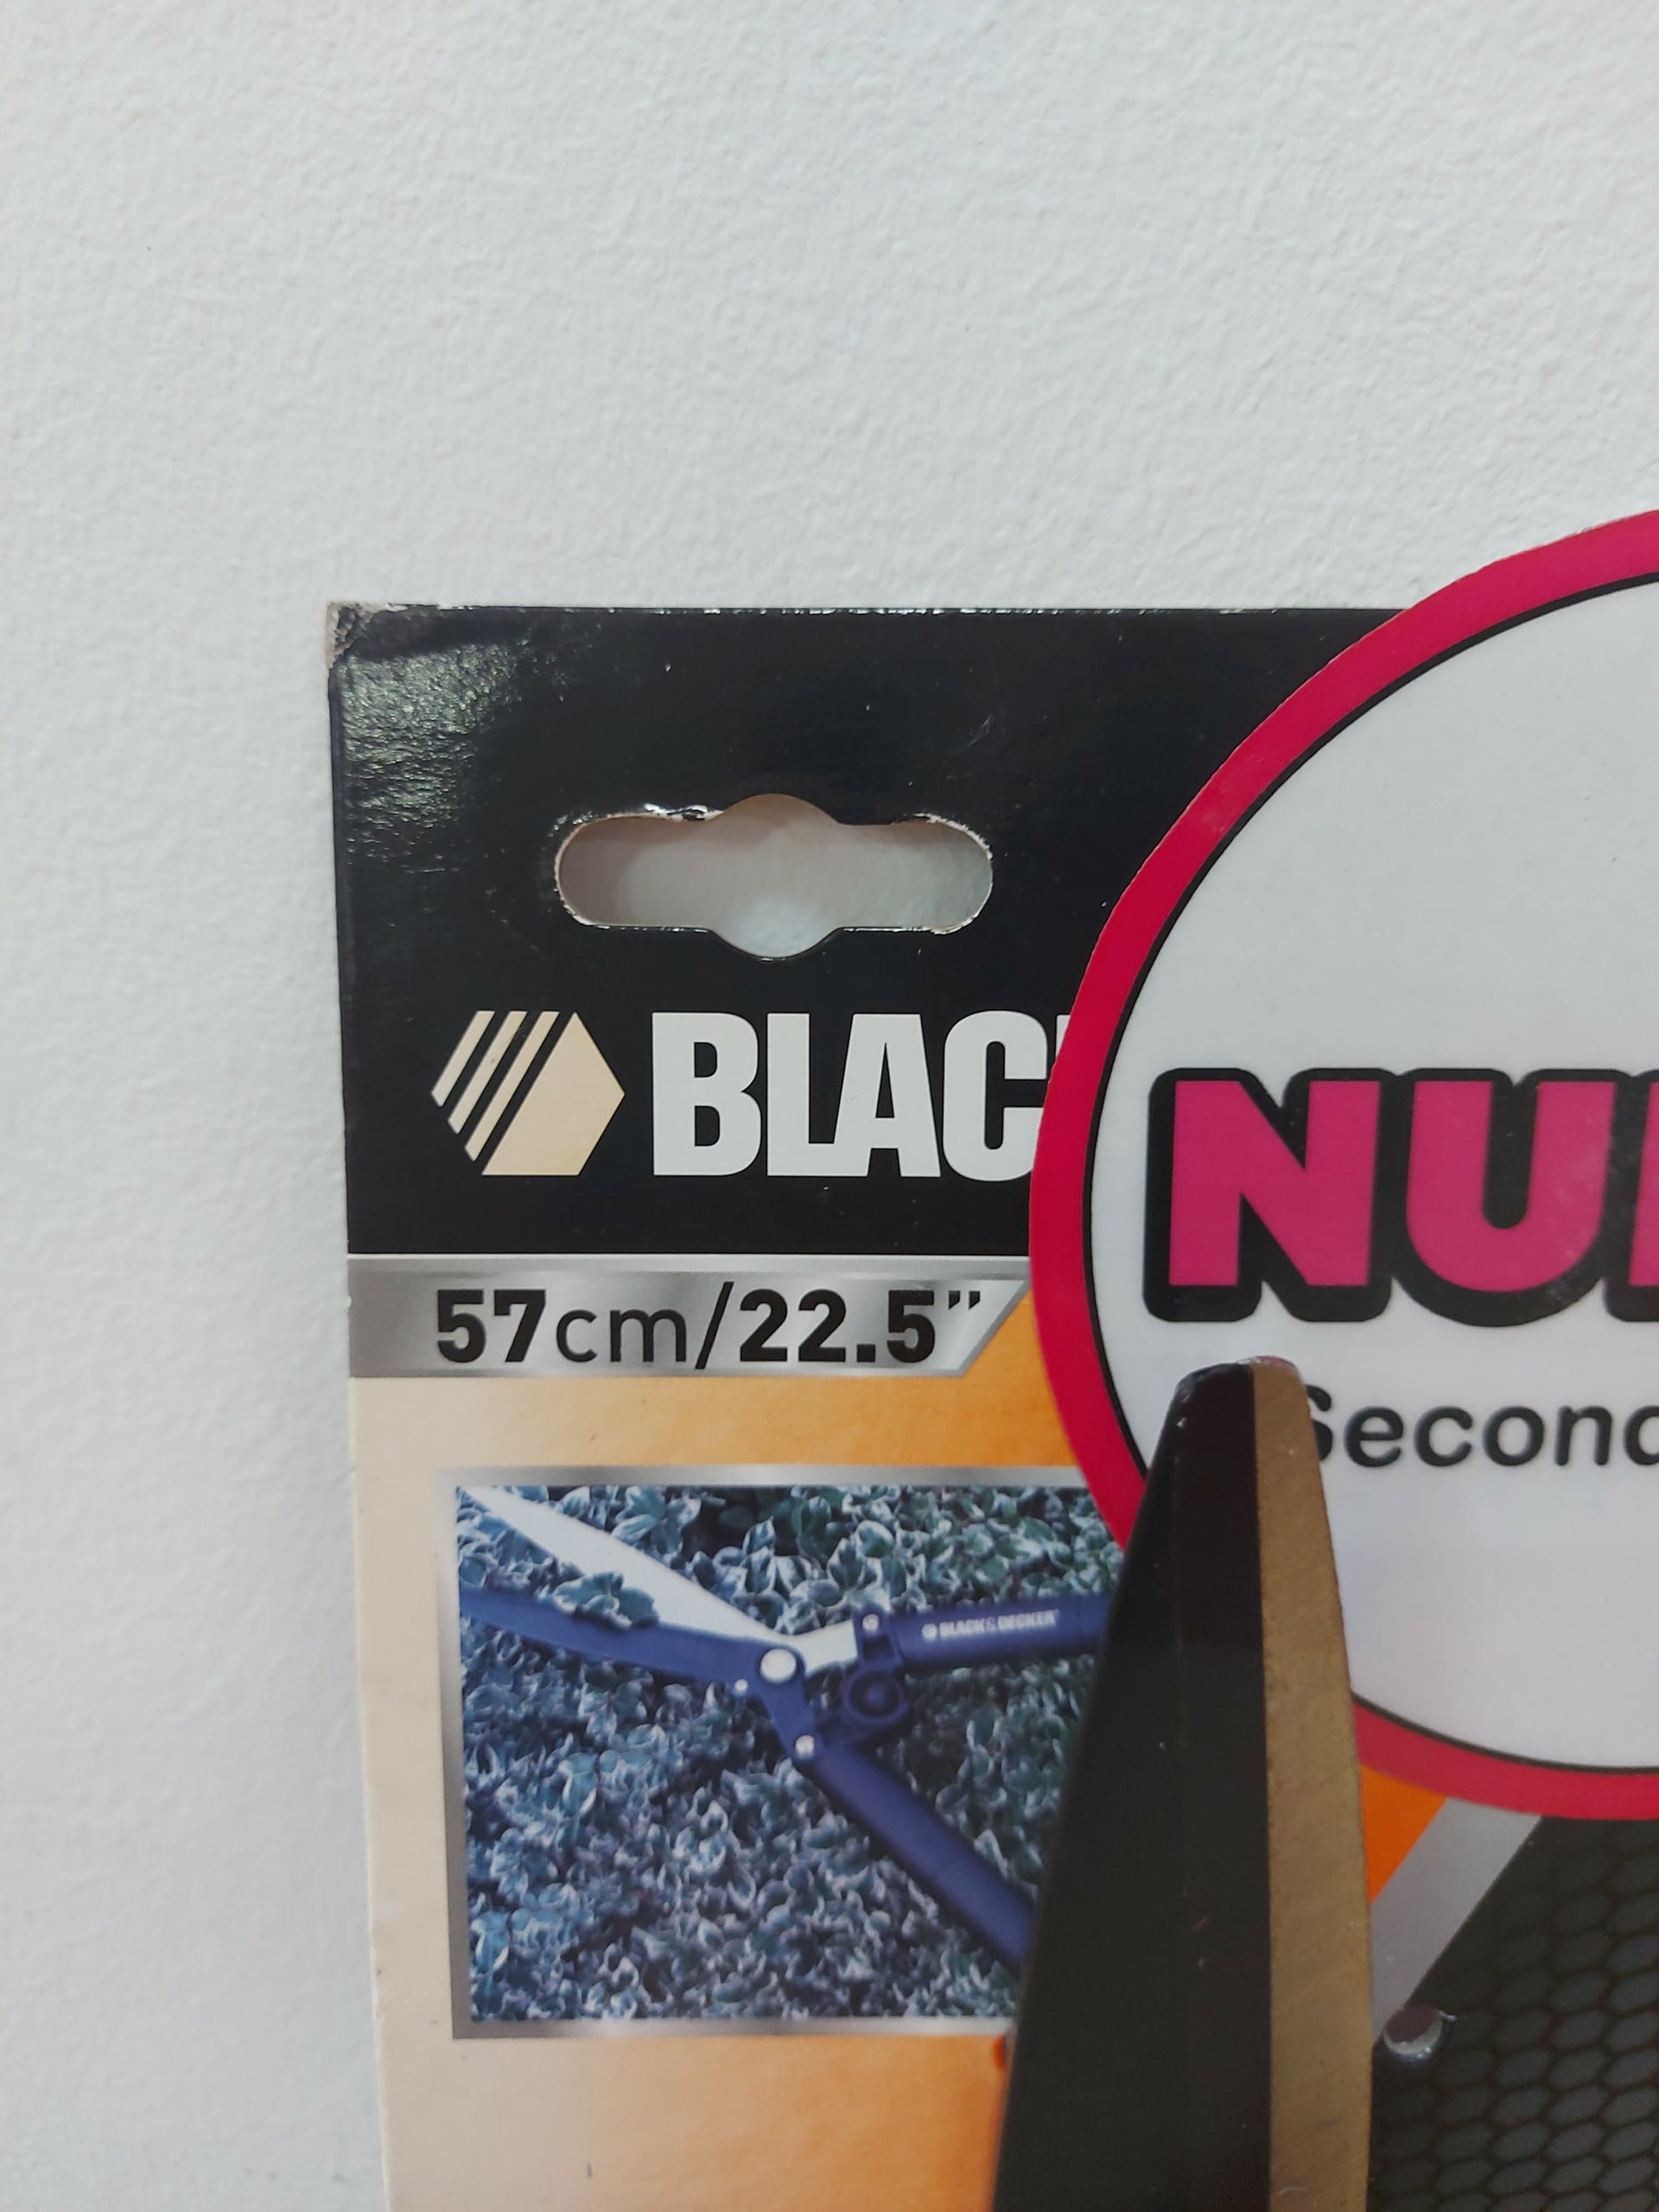 BLAC
NU
57cm/22.5"
Second
BLACK&DECKER